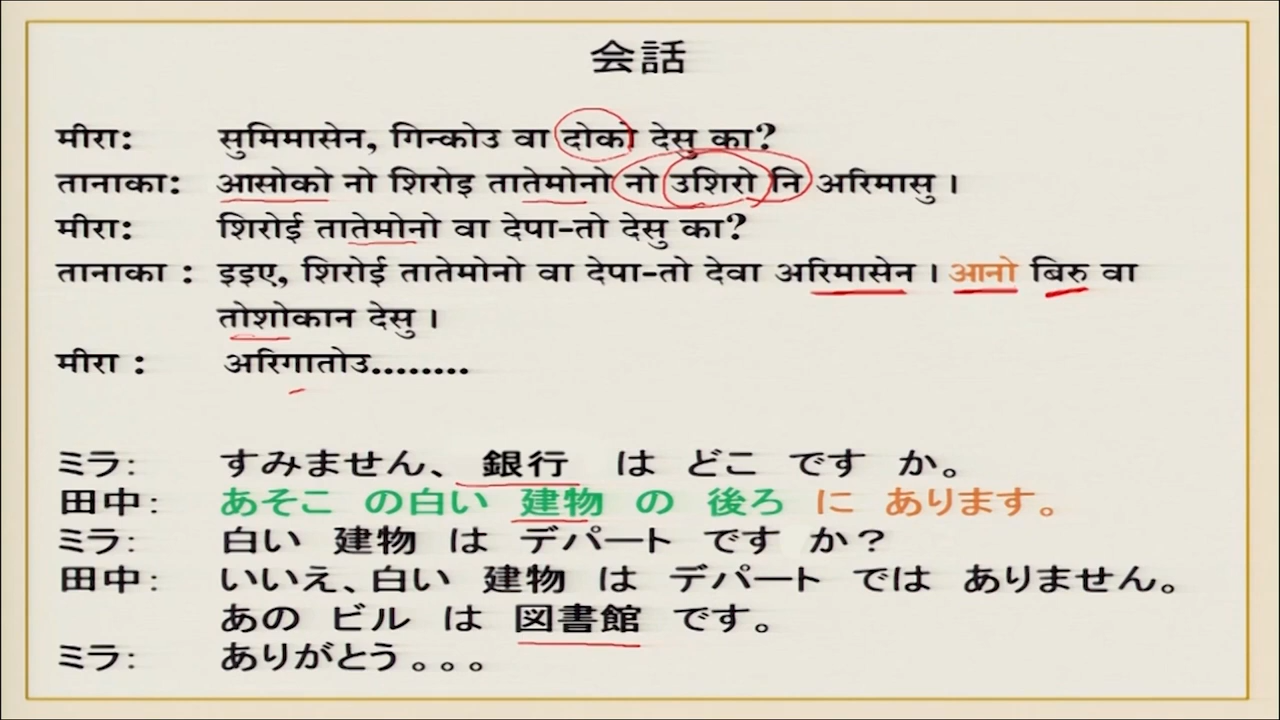 会話
मीरा: सुमिमासेन, गिन्कोउ वा दोको देसु का?
तानाका: आसोको नो शिरोइ तातेमोनो नो उशिरो नि अरिमासु ।
मीरा: शिरोई तातेमोनो वा देपा-तो देसु का?
तानाका : इइए, शिरोई तातेमोनो वा देपा-तो देवा अरिमासेन । आनो बिरु वा
तोशोकान देसु ।
मीरा : अरिगातोउ........
ミラ: すみません、 銀行 は どこ です か。
田中: あそこ の白い 建物 の 後ろ に あります。
ミラ: 白い 建物 は デパート です か？
田中: いいえ、白い 建物 は デパート では ありません。
あの ビル は 図書館 です。
ミラ: ありがとう。。。